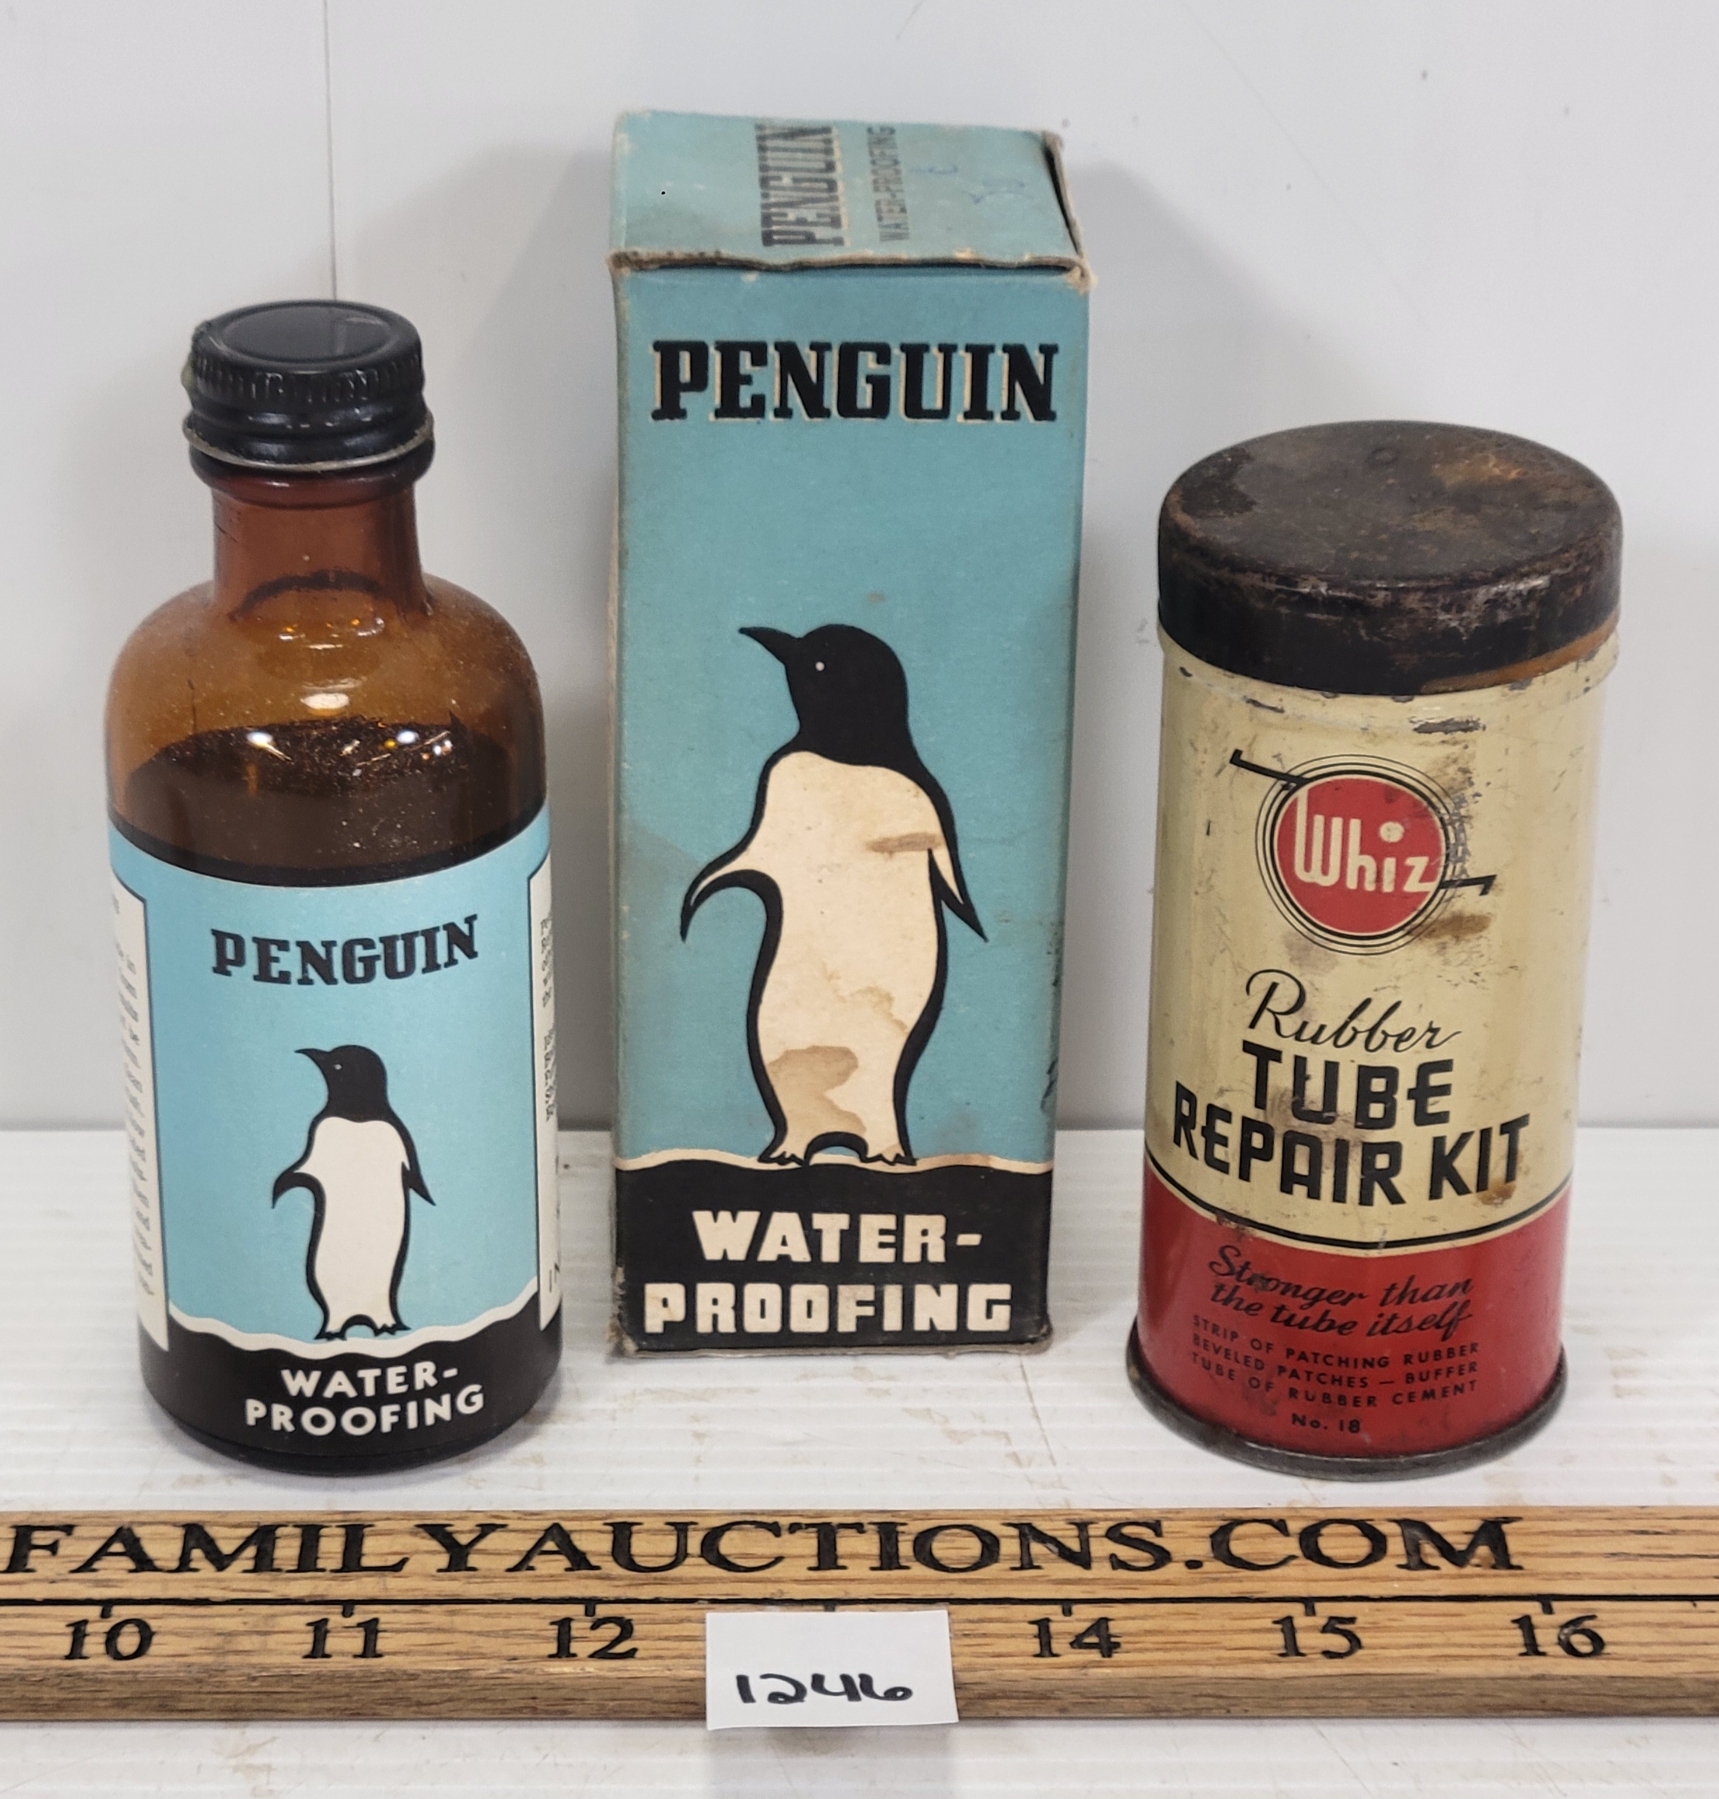 PENGUIN
WATER-PROOFING
PENGUIN
WATER-
PROOFING
PENGUIN
WATER-
PROOFING
Whiz
Rubber
TUBE
REPAIR KIT
Stronger than
the tube itself
STRIP OF PATCHING RUBBER
BEVELED PATCHES — BUFFER
TUBE OF RUBBER CEMENT
No. 18
FAMILYAUCTIONS.COM
10 11 12 14 15 16
1246